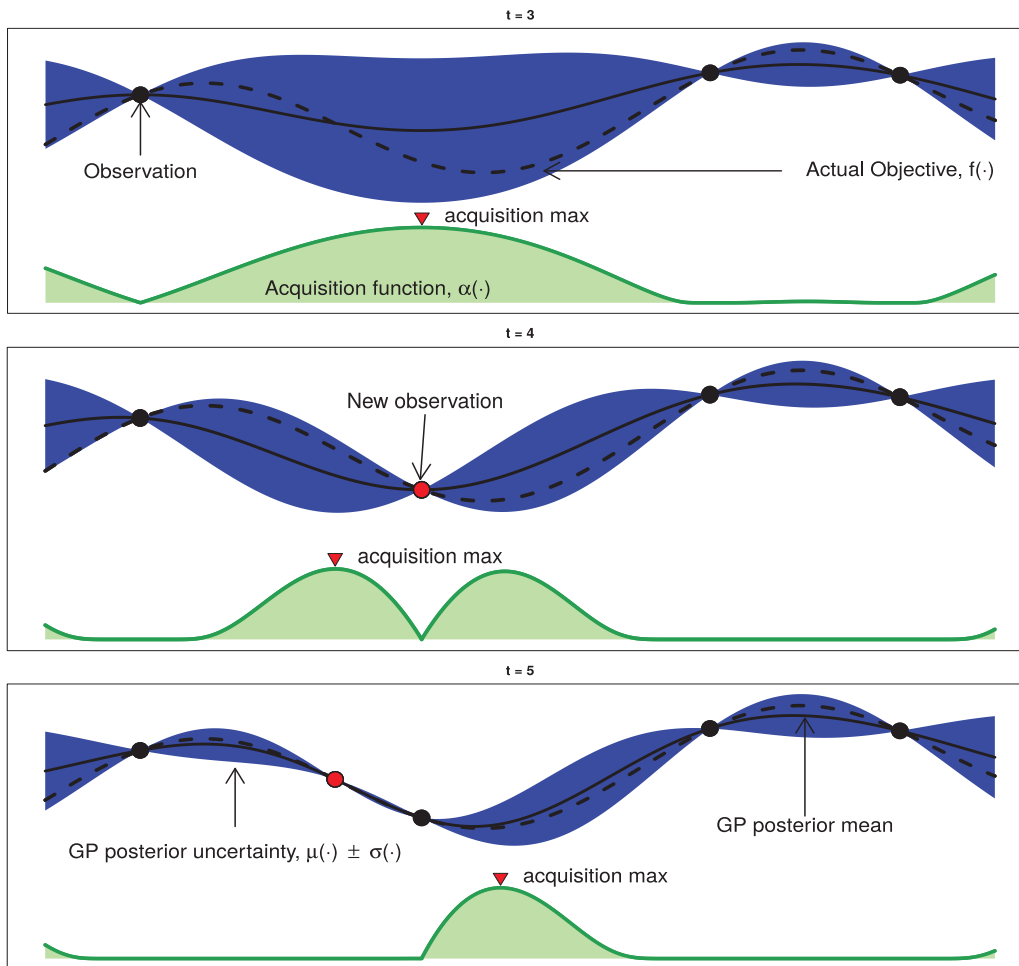 t = 3
Observation
Actual Objective, f(·)
acquisition max
Acquisition function, α(·)
t = 4
New observation
acquisition max
t = 5
GP posterior mean
GP posterior uncertainty, μ(·) ± σ(·)
acquisition max